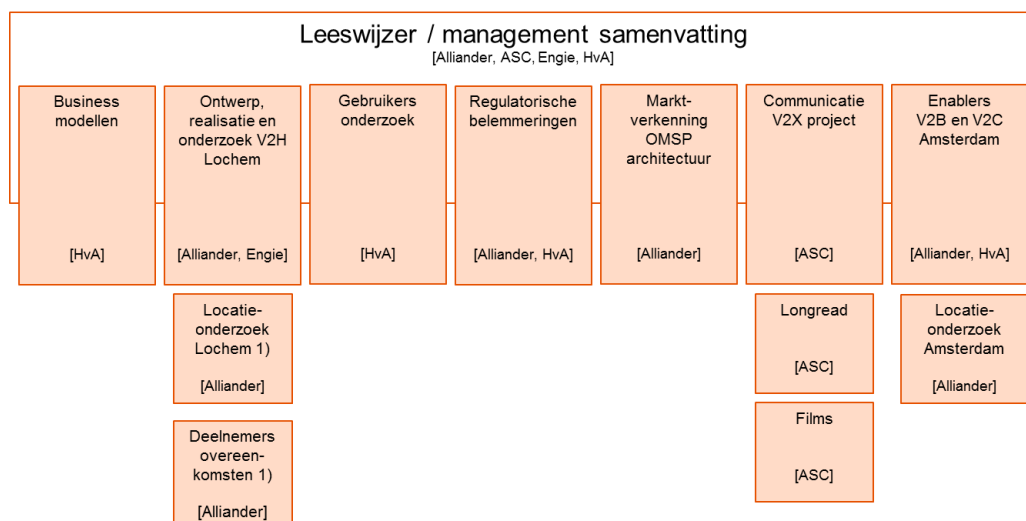 Leeswijzer / management samenvatting
[Alliander, ASC, Engie, HvA]
Business
modellen
[HvA]
Ontwerp,
realisatie en
onderzoek V2H
Lochem
[Alliander, Engie]
Gebruikers
onderzoek
[HvA]
Regulatorische
belemmeringen
[Alliander, HvA]
Markt-
verkenning
OMSP
architectuur
[Alliander]
Communicatie
V2X project
[ASC]
Enablers
V2B en V2C
Amsterdam
[Alliander, HvA]
Locatie-
onderzoek
Lochem 1)
[Alliander]
Longread
[ASC]
Locatie-
onderzoek
Amsterdam
[Alliander]
Deelnemers
overeen-
komsten 1)
[Alliander]
Films
[ASC]